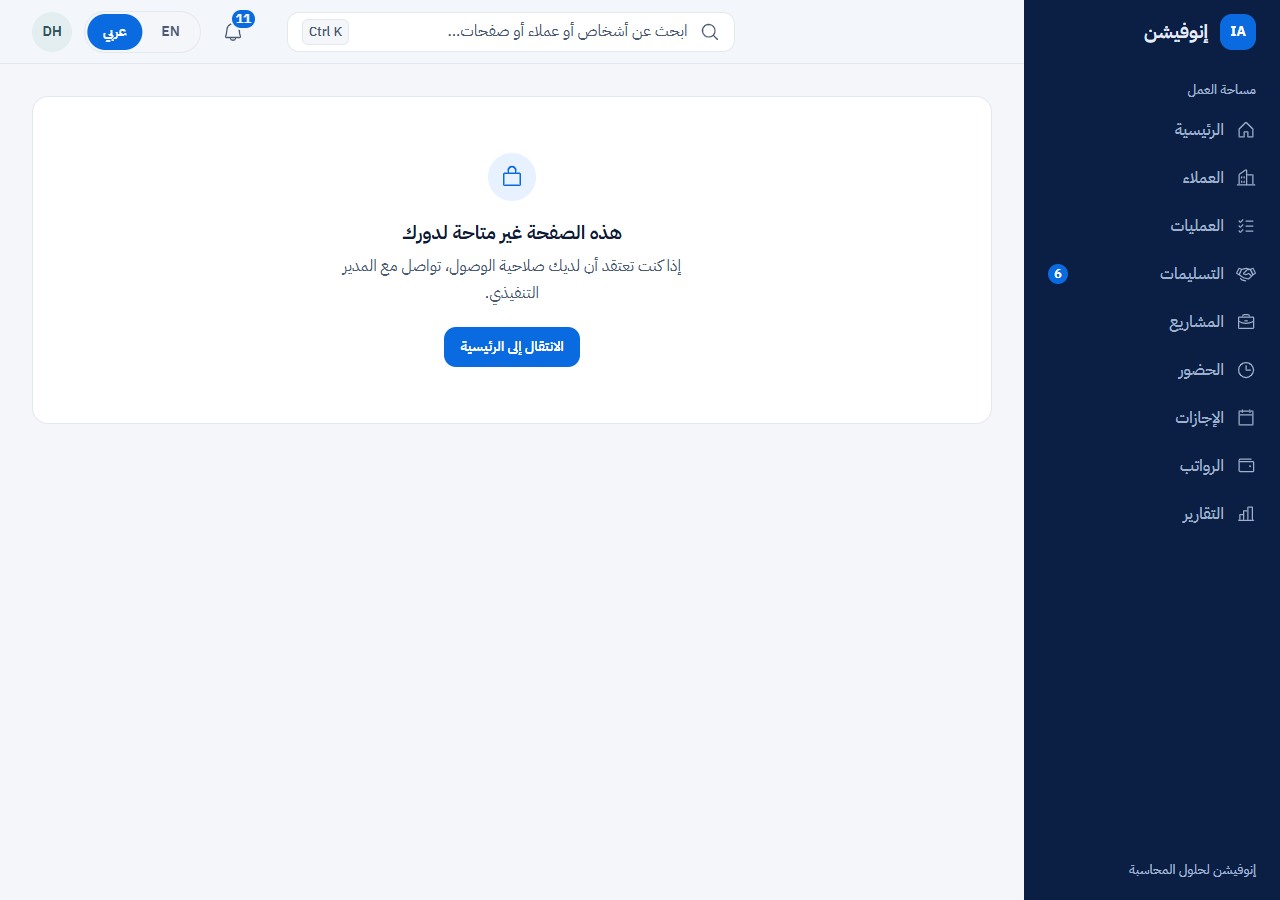 IA
إنوفيشن
مساحة العمل
الرئيسية
العملاء
العمليات
التسليمات
6
المشاريع
الحضور
الإجازات
الرواتب
التقارير
إنوفيشن لحلول المحاسبة
ابحث عن أشخاص أو عملاء أو صفحات...
Ctrl K
11
EN
عربي
DH
هذه الصفحة غير متاحة لدورك
إذا كنت تعتقد أن لديك صلاحية الوصول، تواصل مع المدير
التنفيذي.
الانتقال إلى الرئيسية